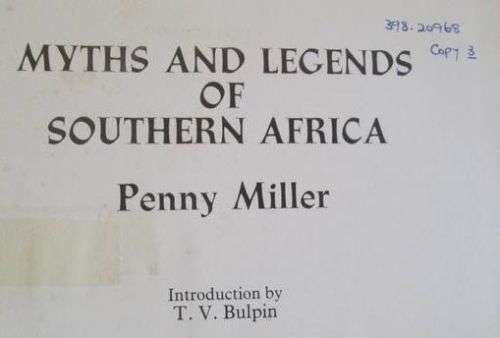 398.20968
Copy 3
MYTHS AND LEGENDS
OF
SOUTHERN AFRICA
Penny Miller
Introduction by
T. V. Bulpin